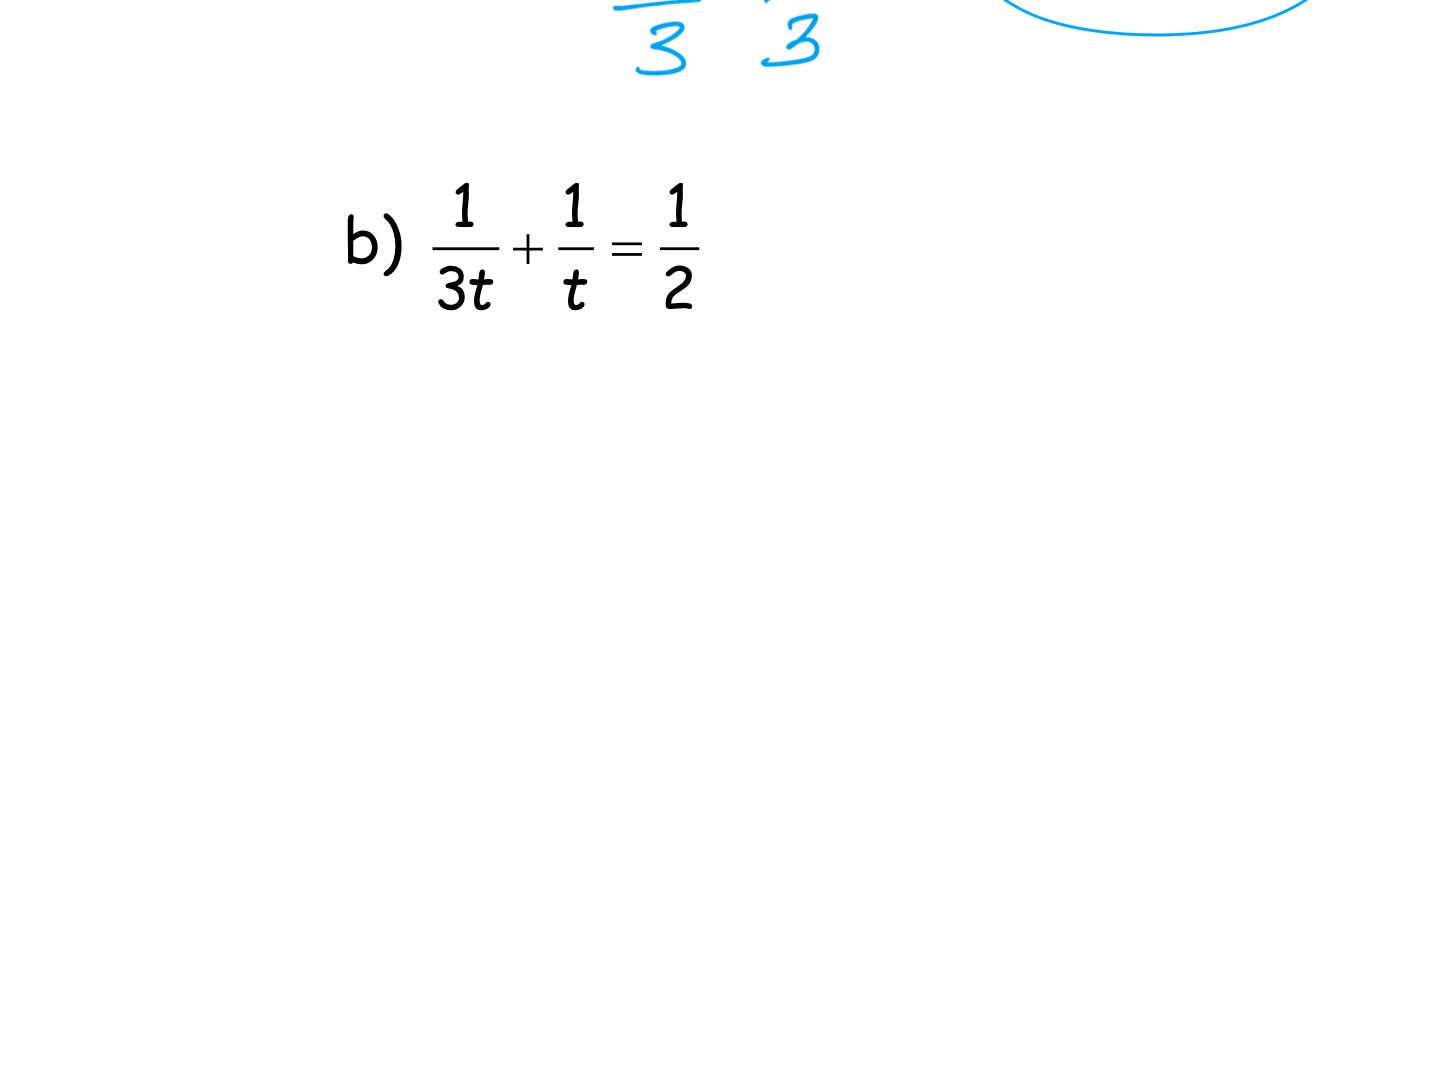 3 3
b) 1/3t + 1/t = 1/2